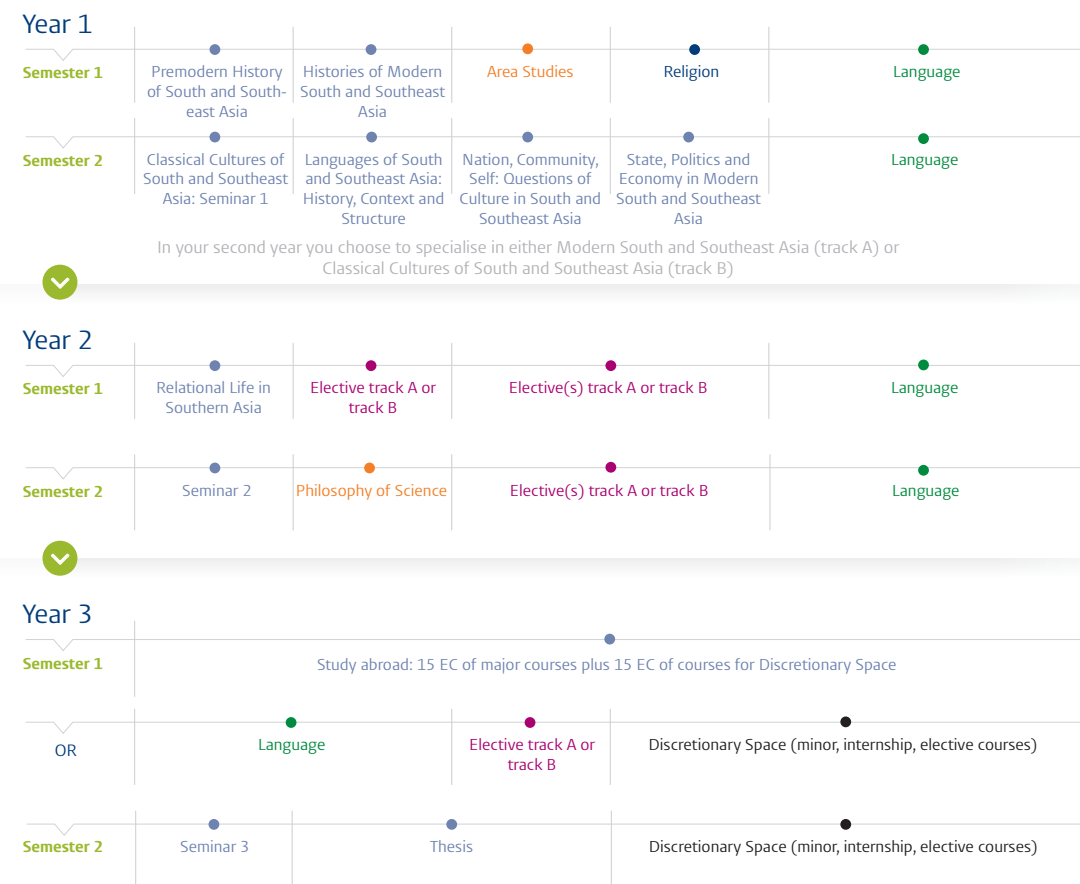 Year 1
Semester 1
Premodern History
of South and South-
east Asia
Histories of Modern
South and Southeast
Asia
Area Studies
Religion
Language
Semester 2
Classical Cultures of
South and Southeast
Asia: Seminar 1
Languages of South
and Southeast Asia:
History, Context and
Structure
Nation, Community,
Self: Questions of
Culture in South and
Southeast Asia
State, Politics and
Economy in Modern
South and Southeast
Asia
Language
In your second year you choose to specialise in either Modern South and Southeast Asia (track A) or
Classical Cultures of South and Southeast Asia (track B)
Year 2
Semester 1
Relational Life in
Southern Asia
Elective track A or
track B
Elective(s) track A or track B
Language
Semester 2
Seminar 2
Philosophy of Science
Elective(s) track A or track B
Language
Year 3
Semester 1
Study abroad: 15 EC of major courses plus 15 EC of courses for Discretionary Space
OR
Language
Elective track A or
track B
Discretionary Space (minor, internship, elective courses)
Semester 2
Seminar 3
Thesis
Discretionary Space (minor, internship, elective courses)